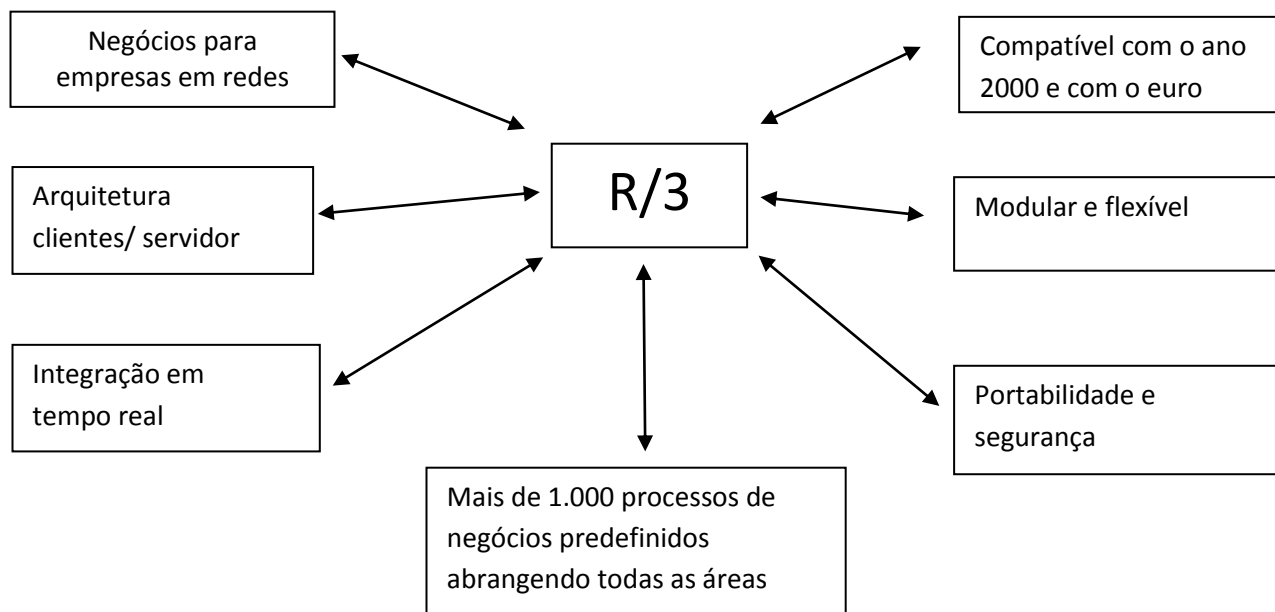 Negócios para
empresas em redes
Compatível com o ano
2000 e com o euro
R/3
Arquitetura
clientes/ servidor
Modular e flexível
Integração em
tempo real
Portabilidade e
segurança
Mais de 1.000 processos de
negócios predefinidos
abrangendo todas as áreas